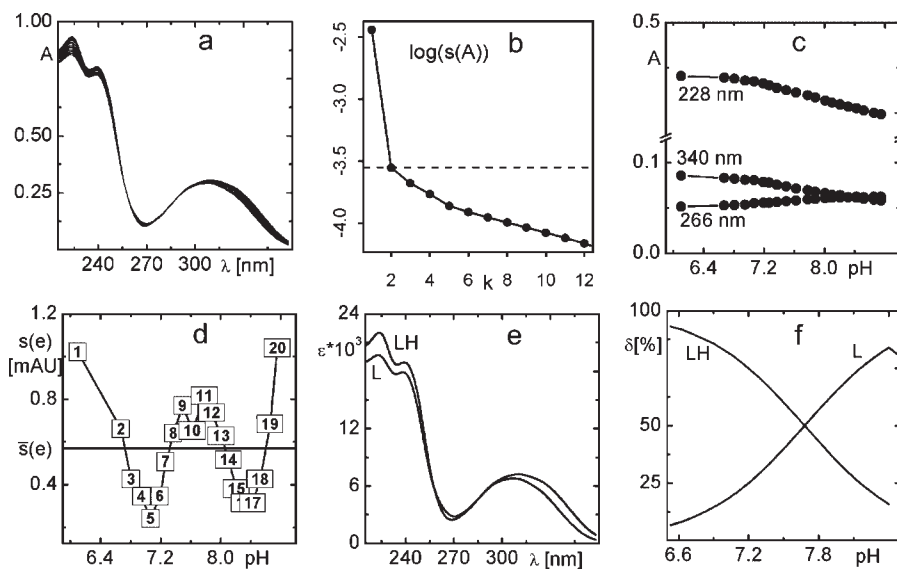 1.00
A
0.50
0.25
240 270 300 λ [nm]
a
-2.5
-3.0
-3.5
-4.0
2 4 6 8 10 12
k
log(s(A))
b
0.5
A
0.1
0.0
6.4 7.2 8.0 pH
228 nm
340 nm
266 nm
c
1.2
s(e)
[mAU]
0.8
s̅(e)
0.4
6.4 7.2 8.0 pH
d
1 2 3 4 5 6 7 8 9 10 11 12 13 14 15 1 17 18 19 20
24
ε*
10³
18
12
6
0
240 270 300 λ [nm]
LH
L
e
100%
δ[%]
50
25
6.6 7.2 7.8 pH
LH
L
f